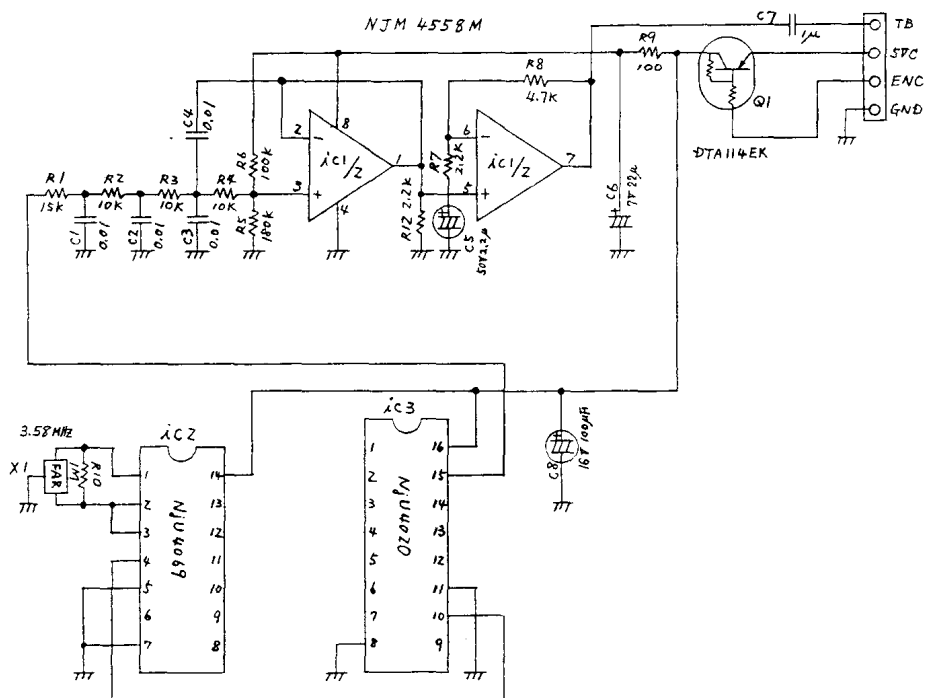 NJM 4558M
C7
1μ
TB
5VC
ENC
GND
R9
100
Q1
DTA114EK
R8
4.7K
C4
0.01
R6
100K
2
-
8
iC1/2
1
3
+
4
6
-
iC1/2
7
5
+
R7
2.2K
R12 2.2K
C5
50V2.2μ
+
C6
7V 22μ
+
R1
15K
R2
10K
R3
10K
R4
10K
R5
180K
C1
0.01
C2
0.01
C3
0.01
3.58MHz
X1
FAR
R10
1M
iC2
NJU4069
1
2
3
4
5
6
7
14
13
12
11
10
9
8
iC3
NJU4020
1
2
3
4
5
6
7
8
16
15
14
13
12
11
10
9
+
C8
16V 100μA